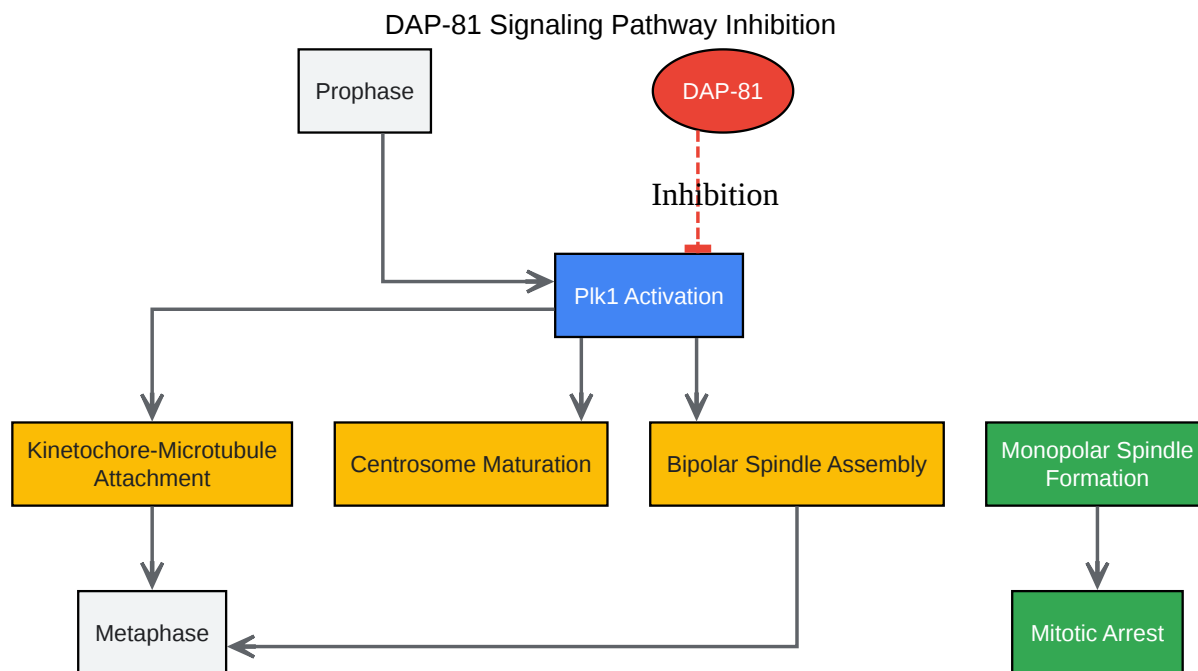 DAP-81 Signaling Pathway Inhibition
Prophase
DAP-81
Inhibition
Plk1 Activation
Kinetochore-Microtubule
Attachment
Centrosome Maturation
Bipolar Spindle Assembly
Monopolar Spindle
Formation
Metaphase
Mitotic Arrest